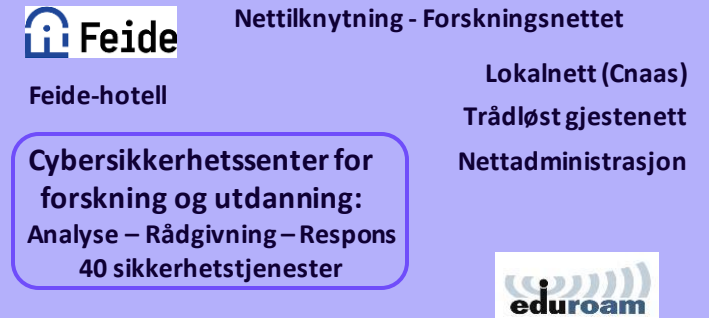 Feide
Nettilknytning - Forskningsnettet
Feide-hotell
Lokalnett (Cnaas)
Trådløst gjestenett
Nettadministrasjon
Cybersikkerhetssenter for
forskning og utdanning:
Analyse – Rådgivning – Respons
40 sikkerhetstjenester
eduroam